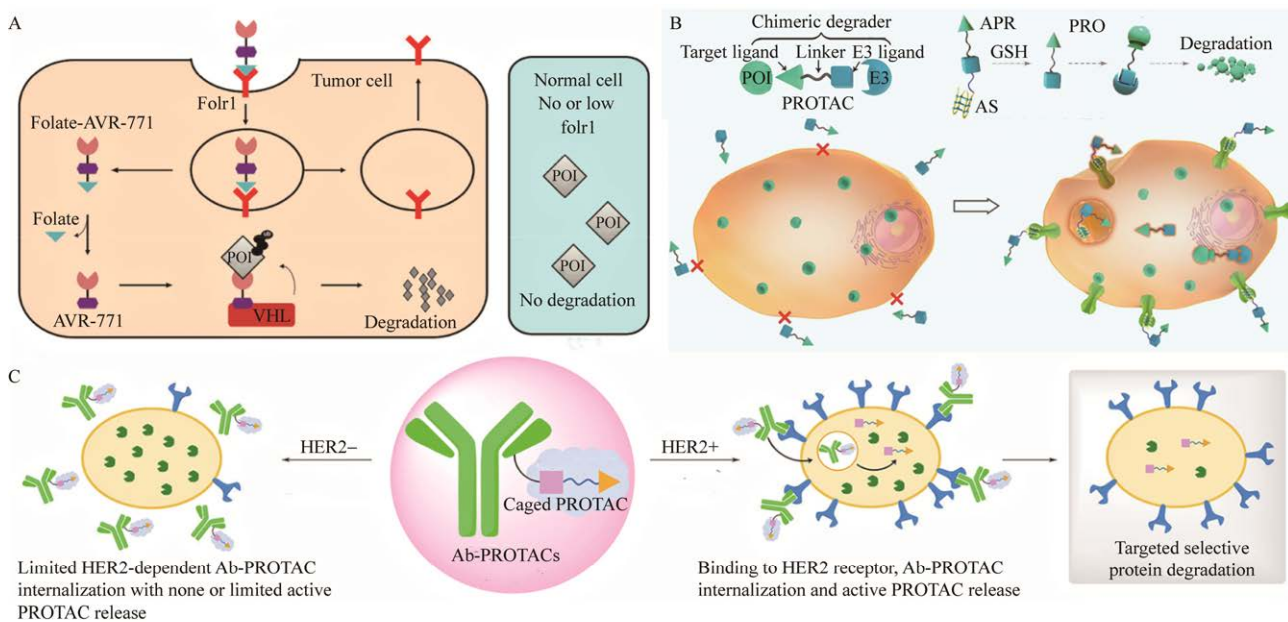 A
Tumor cell
Folr1
Folate-AVR-771
Folate
AVR-771
POI
VHL
Degradation
Normal cell
No or low
folr1
POI
POI
POI
No degradation
B
Chimeric degrader
Target ligand
Linker
E3 ligand
POI
E3
PROTAC
APR
GSH
PRO
Degradation
AS
C
HER2−
Limited HER2-dependent Ab-PROTAC
internalization with none or limited active
PROTAC release
Caged PROTAC
Ab-PROTACs
HER2+
Binding to HER2 receptor, Ab-PROTAC
internalization and active PROTAC release
Targeted selective
protein degradation